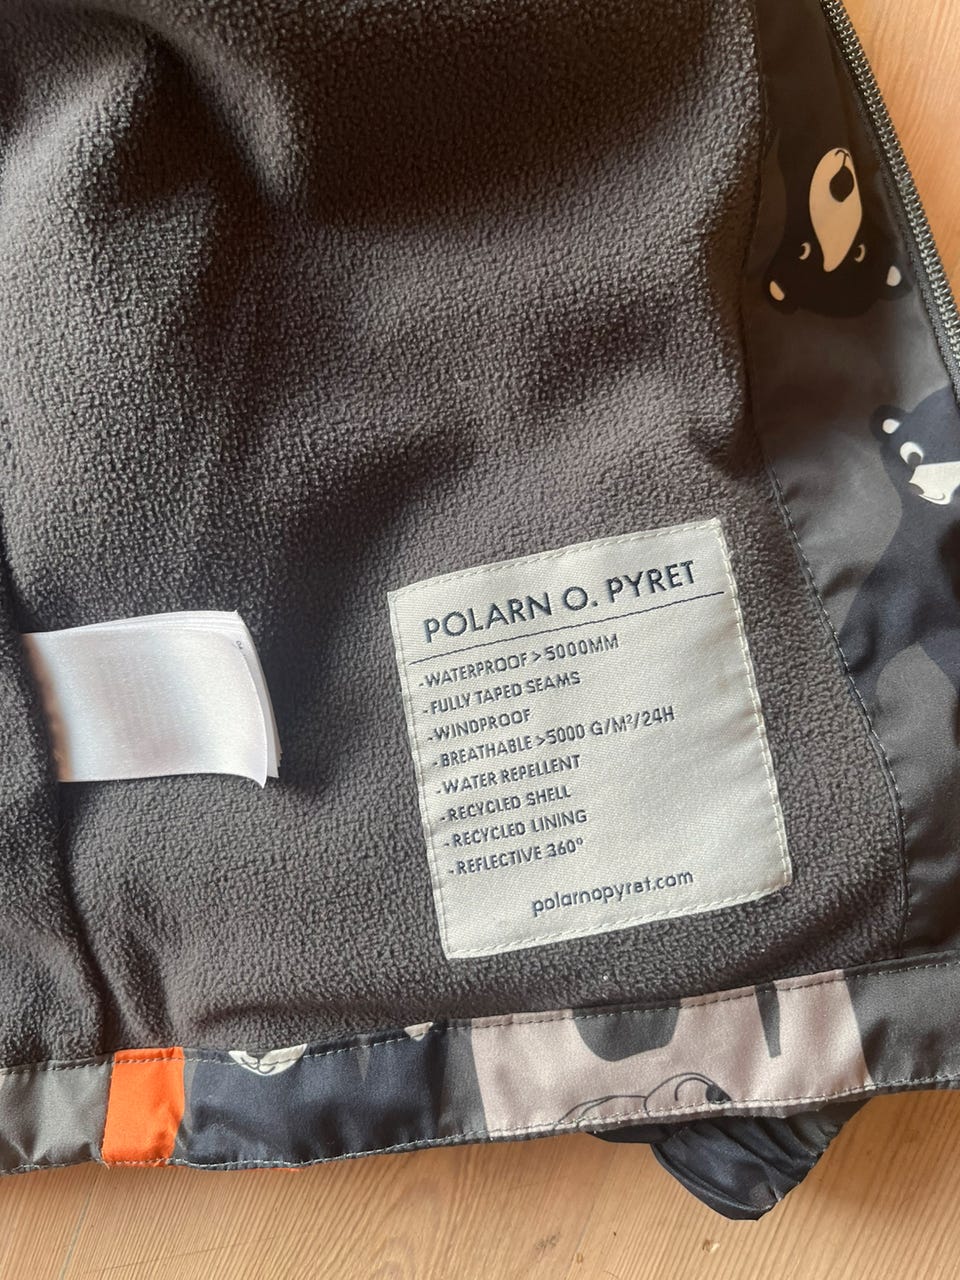 POLARN O. PYRET
-WATERPROOF > 5000MM
-FULLY TAPED SEAMS
-WINDPROOF
-BREATHABLE >5000 G/M²/24H
-WATER REPELLENT
-RECYCLED SHELL
-RECYCLED LINING
-REFLECTIVE 360°
polarnopyret.com